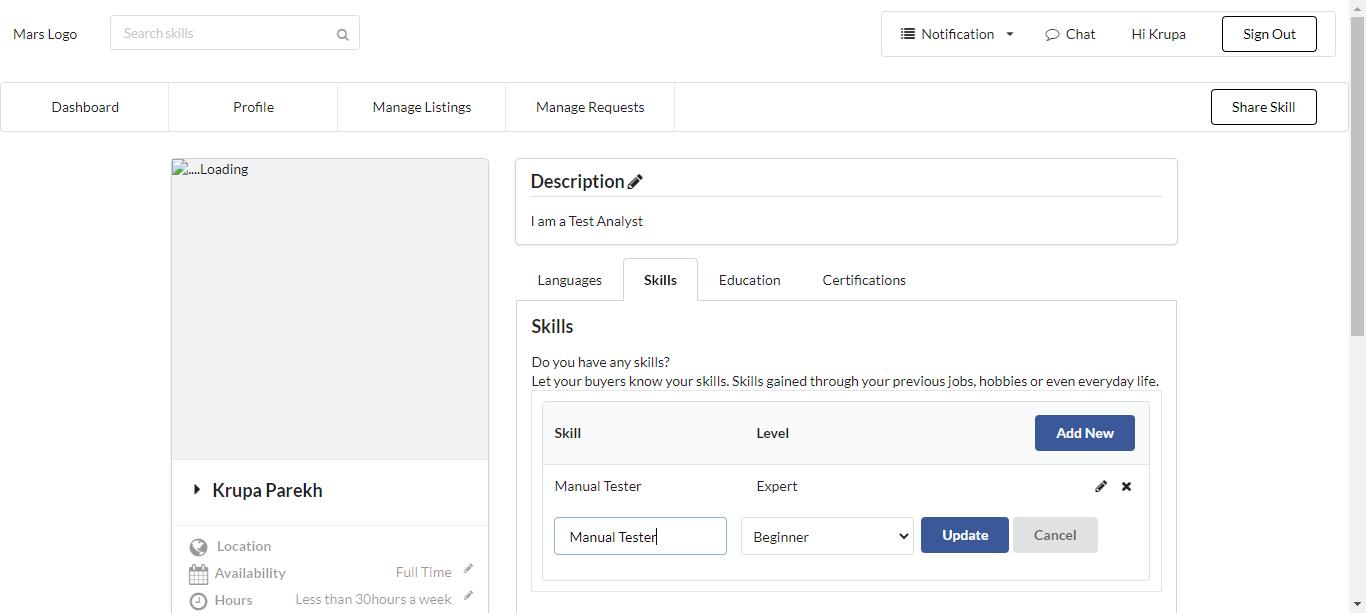 Mars Logo
Search skills
Notification
Chat
Hi Krupa
Sign Out
Dashboard
Profile
Manage Listings
Manage Requests
Share Skill
....Loading
Krupa Parekh
Location
Availability
Full Time
Hours
Less than 30hours a week
Description
I am a Test Analyst
Languages
Skills
Education
Certifications
Skills
Do you have any skills?
Let your buyers know your skills. Skills gained through your previous jobs, hobbies or even everyday life.
Skill
Level
Add New
Manual Tester
Expert
Manual Tester
Beginner
Update
Cancel